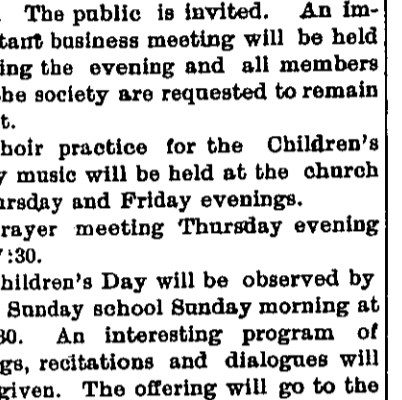 . The public is invited. An im-
tant business meeting will be held
ing the evening and all members
he society are requested to remain
t.
hoir practice for the Children's
y music will be held at the church
ursday and Friday evenings.
rayer meeting Thursday evening
7:30.
hildren's Day will be observed by
Sunday school Sunday morning at
30. An interesting program of
gs, recitations and dialogues will
given. The offering will go to the